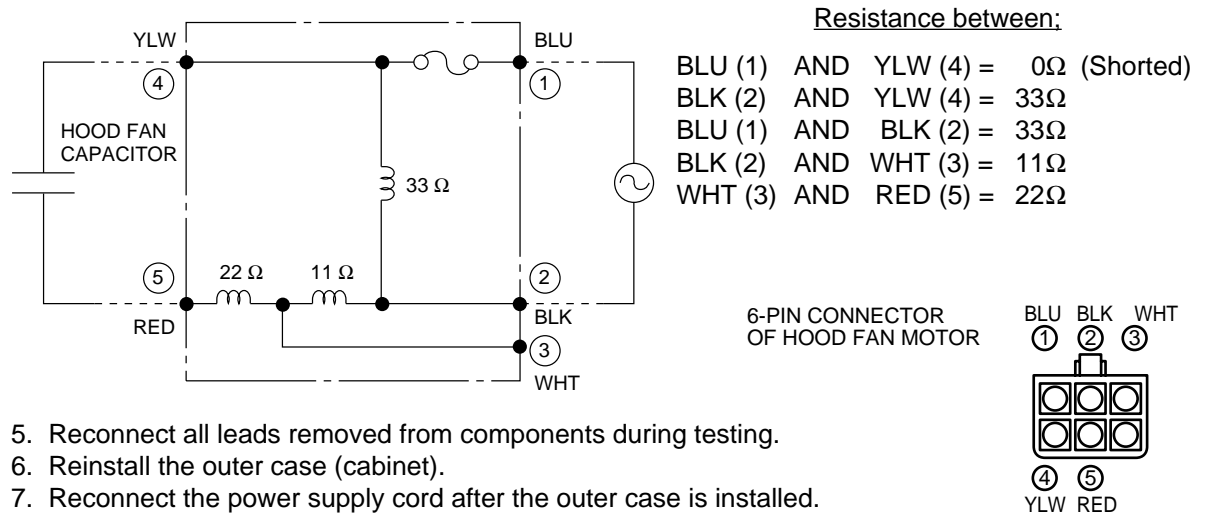 YLW
BLU
4
1
HOOD FAN
CAPACITOR
33 Ω
5
22 Ω
11 Ω
2
RED
BLK
3
WHT
Resistance between;
BLU (1) AND YLW (4) = 0Ω (Shorted)
BLK (2) AND YLW (4) = 33Ω
BLU (1) AND BLK (2) = 33Ω
BLK (2) AND WHT (3) = 11Ω
WHT (3) AND RED (5) = 22Ω
6-PIN CONNECTOR
OF HOOD FAN MOTOR
BLU BLK WHT
1 2 3
4 5
YLW RED
5. Reconnect all leads removed from components during testing.
6. Reinstall the outer case (cabinet).
7. Reconnect the power supply cord after the outer case is installed.